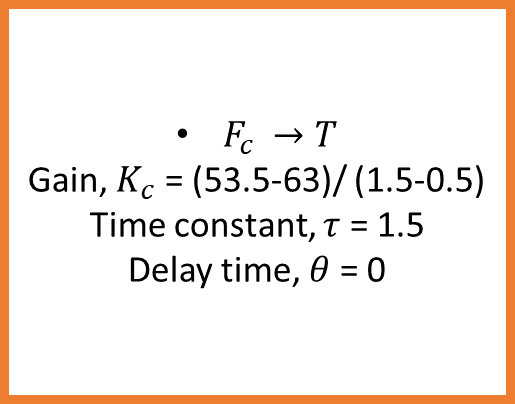 • F_c → T
Gain, K_c = (53.5-63)/ (1.5-0.5)
Time constant, τ = 1.5
Delay time, θ = 0